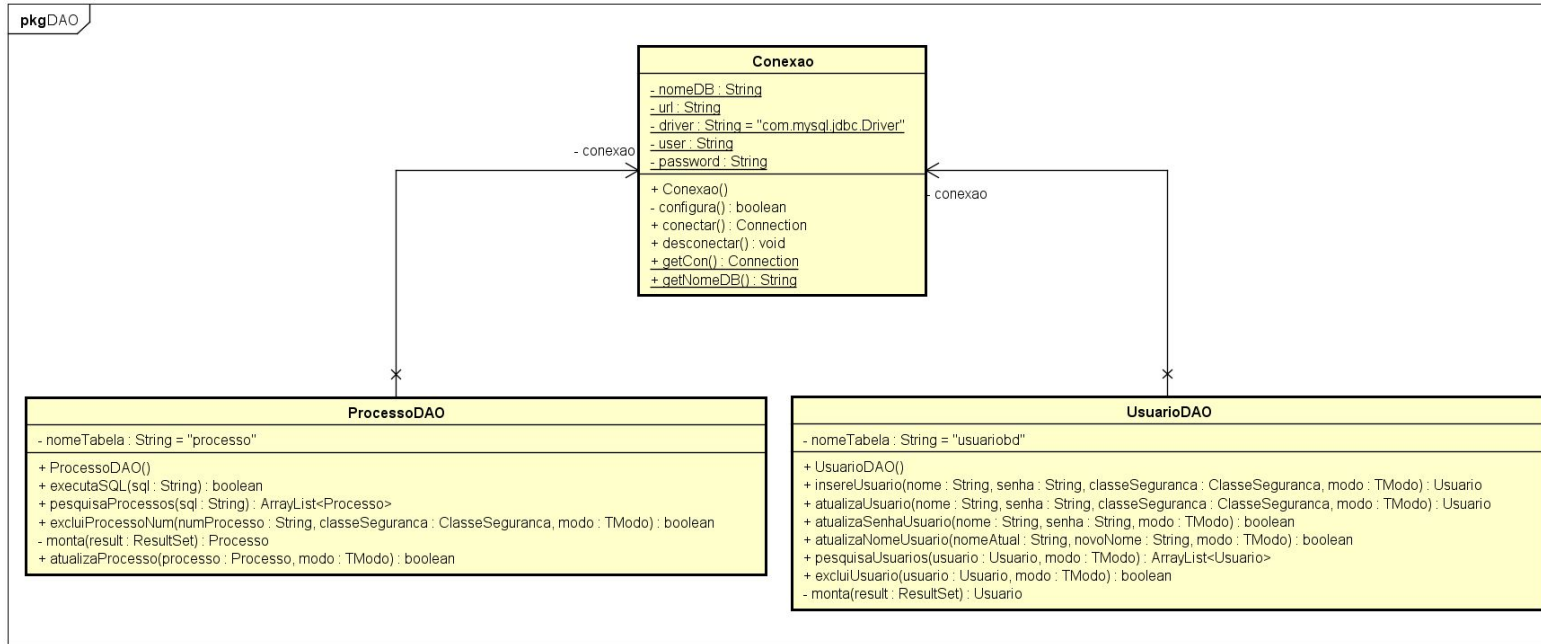 pkgDAO
Conexao
- nomeDB : String
- url : String
- driver : String = "com.mysql.jdbc.Driver"
- user : String
- password : String
+ Conexao()
- configura() : boolean
+ conectar() : Connection
+ desconectar() : void
+ getCon() : Connection
+ getNomeDB() : String
- conexao
- conexao
ProcessoDAO
- nomeTabela : String = "processo"
+ ProcessoDAO()
+ executaSQL(sql : String) : boolean
+ pesquisaProcessos(sql : String) : ArrayList<Processo>
+ excluiProcessoNum(numProcesso : String, classeSeguranca : ClasseSeguranca, modo : TModo) : boolean
- monta(result : ResultSet) : Processo
+ atualizaProcesso(processo : Processo, modo : TModo) : boolean
UsuarioDAO
- nomeTabela : String = "usuariobd"
+ UsuarioDAO()
+ insereUsuario(nome : String, senha : String, classeSeguranca : ClasseSeguranca, modo : TModo) : Usuario
+ atualizaUsuario(nome : String, senha : String, classeSeguranca : ClasseSeguranca, modo : TModo) : Usuario
+ atualizaSenhaUsuario(nome : String, senha : String, modo : TModo) : boolean
+ atualizaNomeUsuario(nomeAtual : String, novoNome : String, modo : TModo) : boolean
+ pesquisaUsuarios(usuario : Usuario, modo : TModo) : ArrayList<Usuario>
+ excluiUsuario(usuario : Usuario, modo : TModo) : boolean
- monta(result : ResultSet) : Usuario